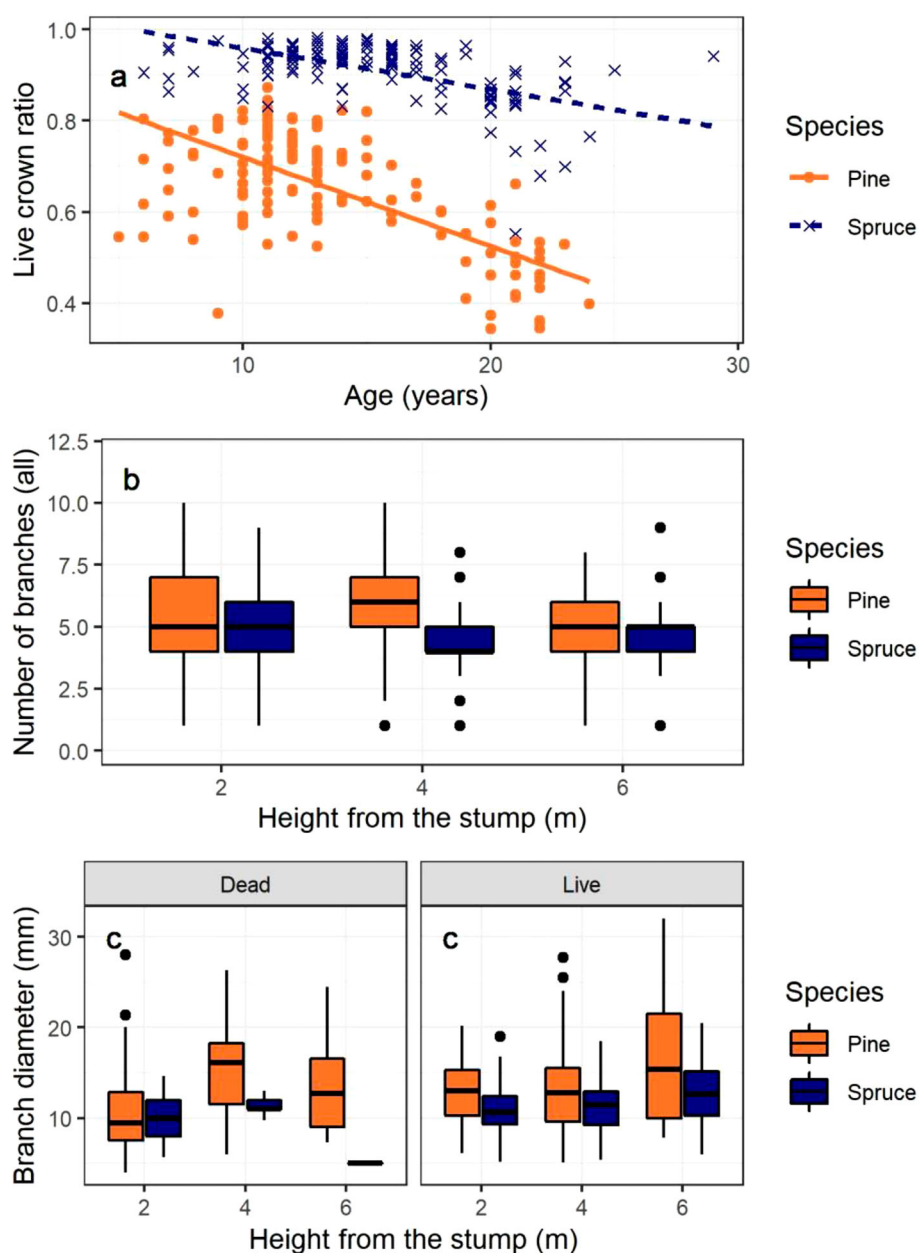 1.0
0.8
0.6
0.4
Live crown ratio
a
10
20
30
Age (years)
Species
Pine
Spruce
12.5
10.0
7.5
5.0
2.5
0.0
Number of branches (all)
b
2
4
6
Height from the stump (m)
Species
Pine
Spruce
Dead
Live
30
20
10
Branch diameter (mm)
c
c
2
4
6
2
4
6
Height from the stump (m)
Species
Pine
Spruce